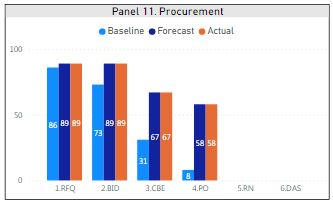 Panel 11. Procurement
Baseline Forecast Actual
100
50
0
86 89 89
73 89 89
31 67 67
8 58 58
1.RFQ 2.BID 3.CBE 4.PO 5.RN 6.DAS